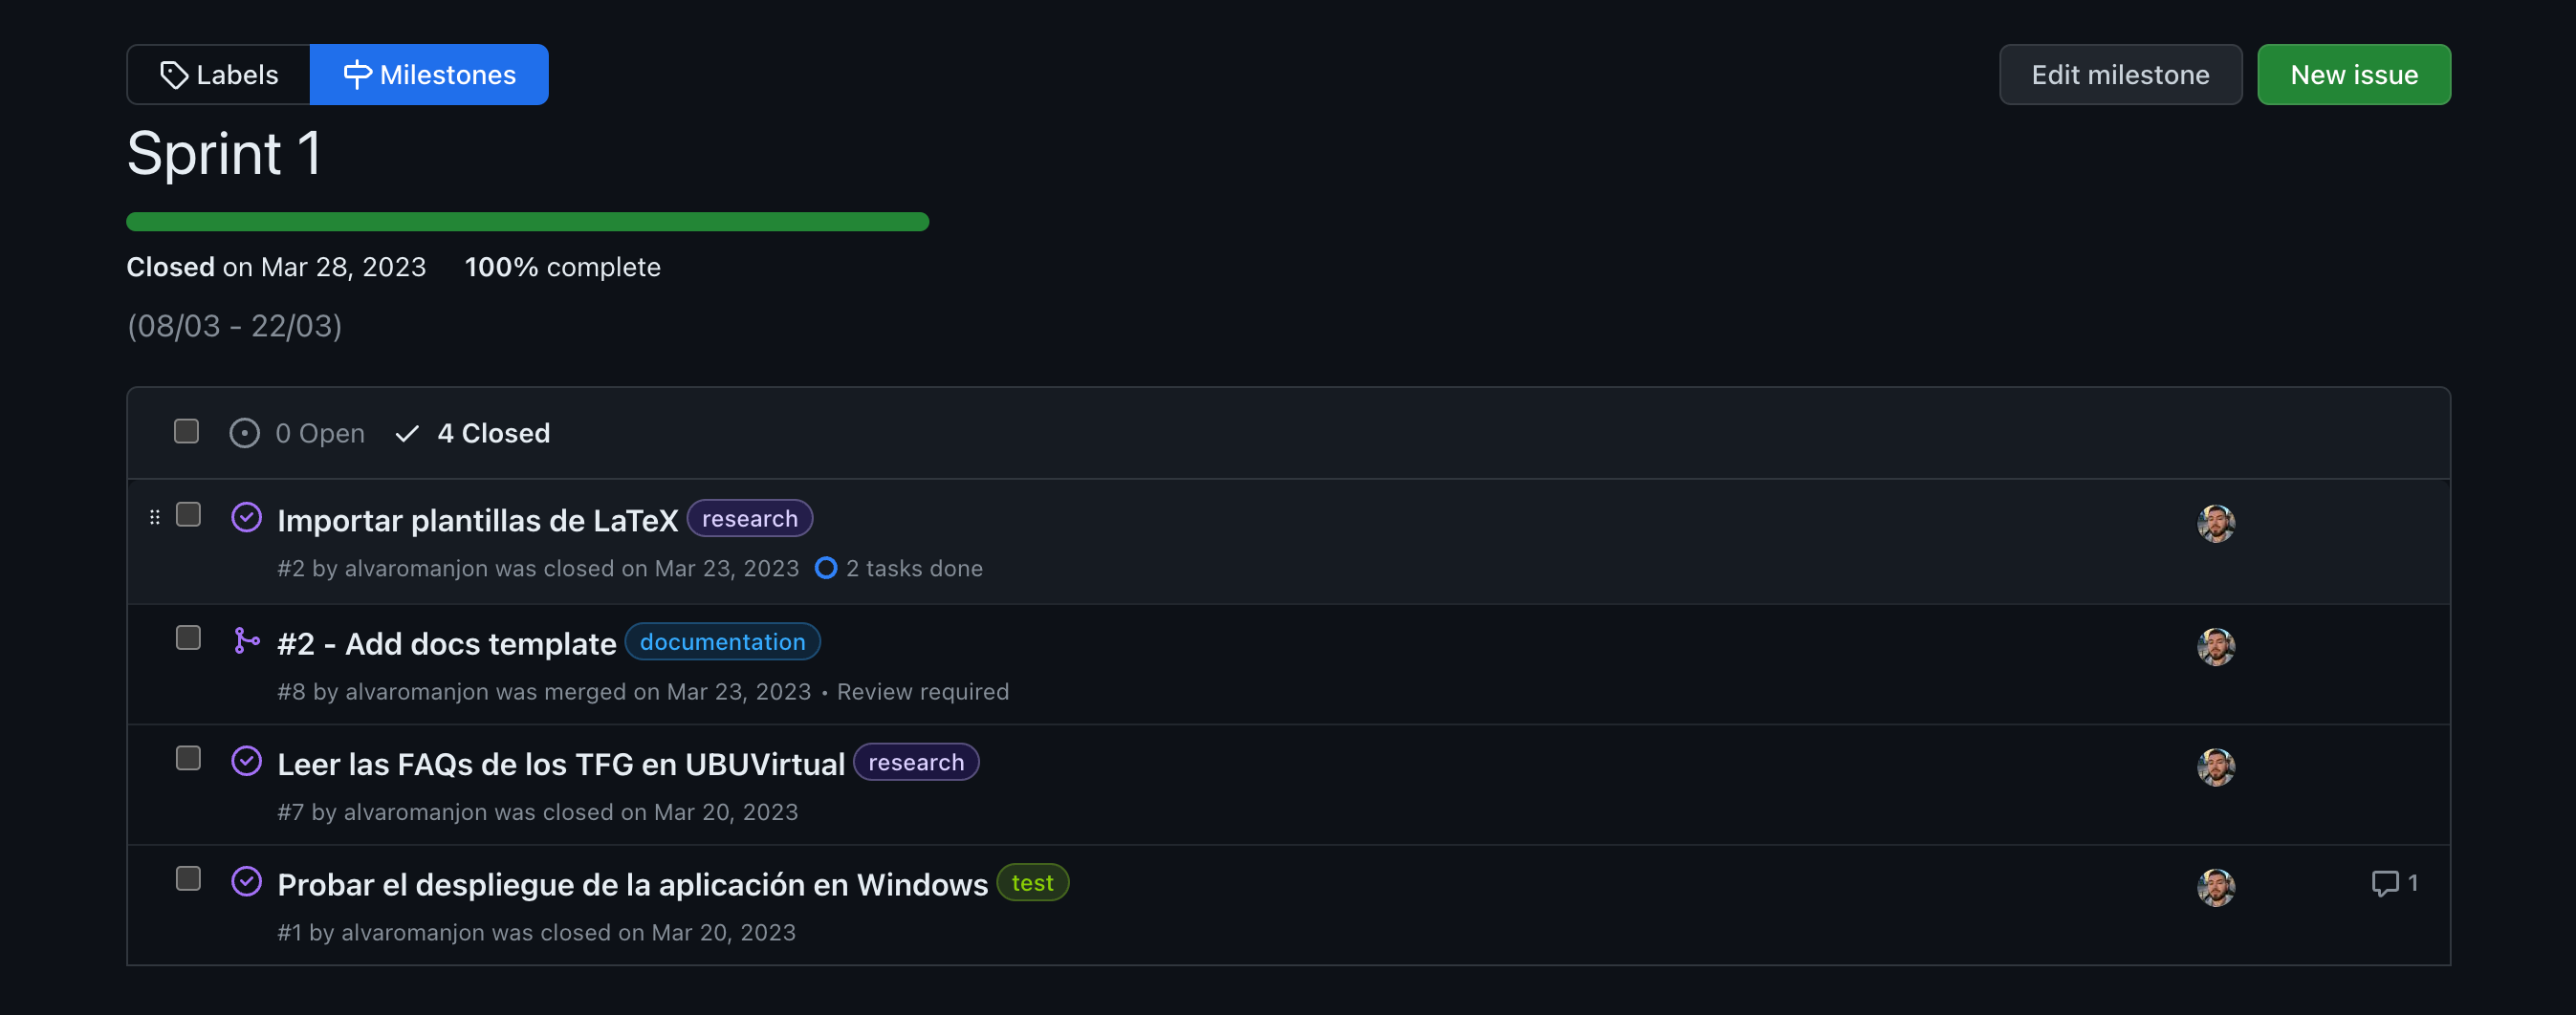 Labels Milestones Edit milestone New issue
Sprint 1
Closed on Mar 28, 2023 100% complete
(08/03 - 22/03)
0 Open 4 Closed
Importar plantillas de LaTeX research
#2 by alvaromanjon was closed on Mar 23, 2023 2 tasks done
#2 - Add docs template documentation
#8 by alvaromanjon was merged on Mar 23, 2023 • Review required
Leer las FAQs de los TFG en UBUVirtual research
#7 by alvaromanjon was closed on Mar 20, 2023
Probar el despliegue de la aplicación en Windows test 1
#1 by alvaromanjon was closed on Mar 20, 2023